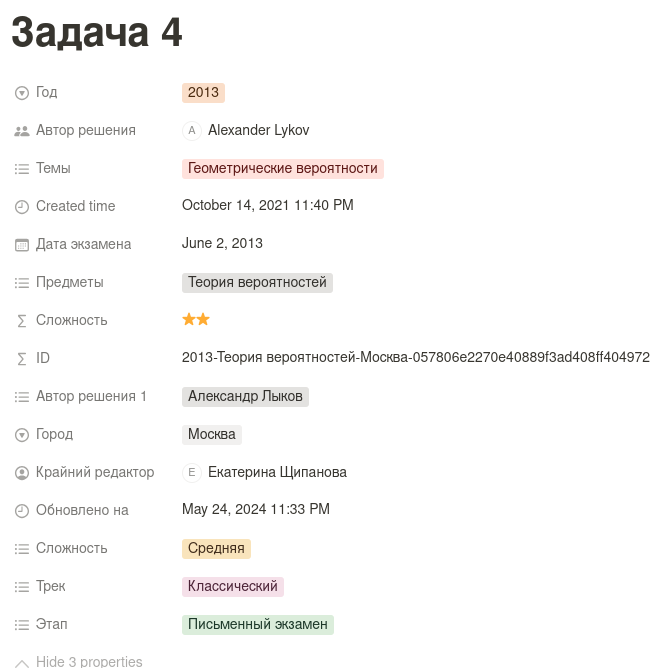 Задача 4
Год 2013
Автор решения A Alexander Lykov
Темы Геометрические вероятности
Created time October 14, 2021 11:40 PM
Дата экзамена June 2, 2013
Предметы Теория вероятностей
Сложность ⭐⭐
ID 2013-Теория вероятностей-Москва-057806e2270e40889f3ad408ff404972
Автор решения 1 Александр Лыков
Город Москва
Крайний редактор E Екатерина Щипанова
Обновлено на May 24, 2024 11:33 PM
Сложность Средняя
Трек Классический
Этап Письменный экзамен
Hide 3 properties